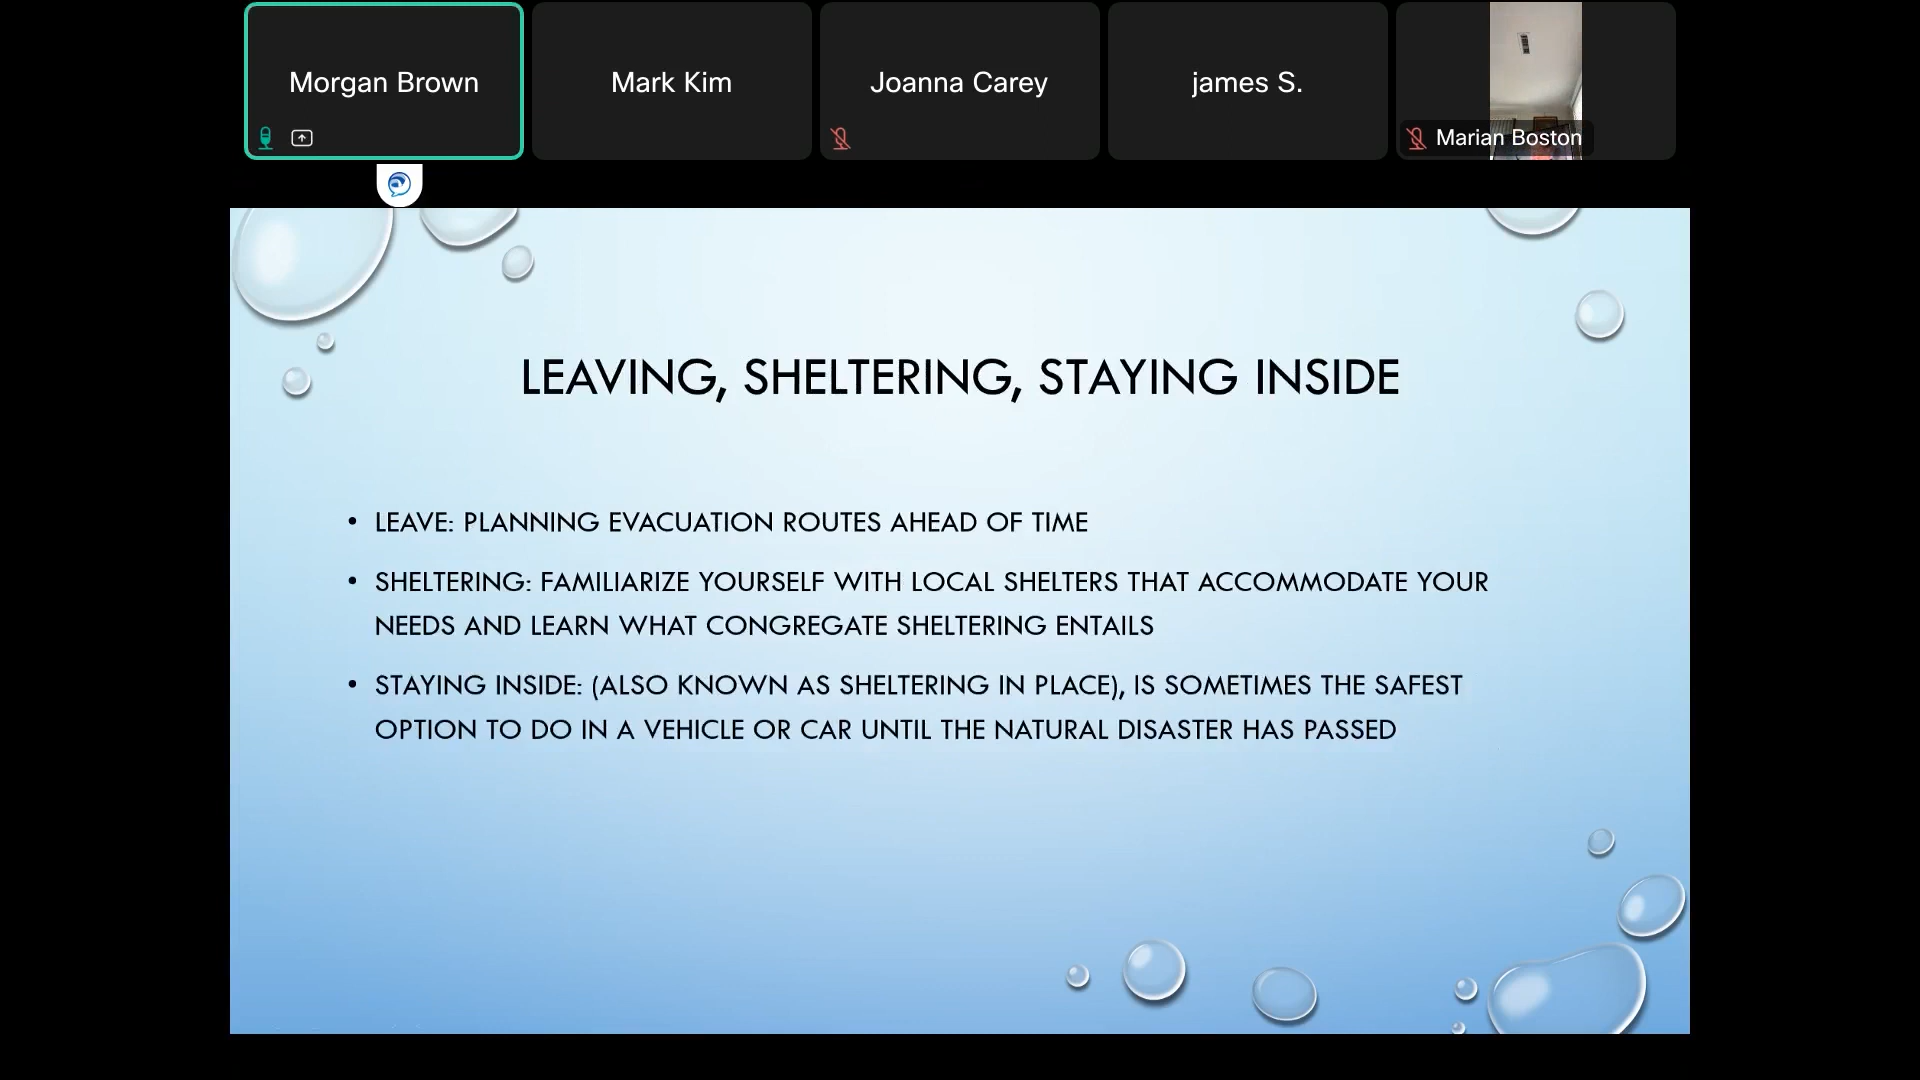 Morgan Brown
Mark Kim
Joanna Carey
james S.
Marian Boston
LEAVING, SHELTERING, STAYING INSIDE
• LEAVE: PLANNING EVACUATION ROUTES AHEAD OF TIME
• SHELTERING: FAMILIARIZE YOURSELF WITH LOCAL SHELTERS THAT ACCOMMODATE YOUR
NEEDS AND LEARN WHAT CONGREGATE SHELTERING ENTAILS
• STAYING INSIDE: (ALSO KNOWN AS SHELTERING IN PLACE), IS SOMETIMES THE SAFEST
OPTION TO DO IN A VEHICLE OR CAR UNTIL THE NATURAL DISASTER HAS PASSED